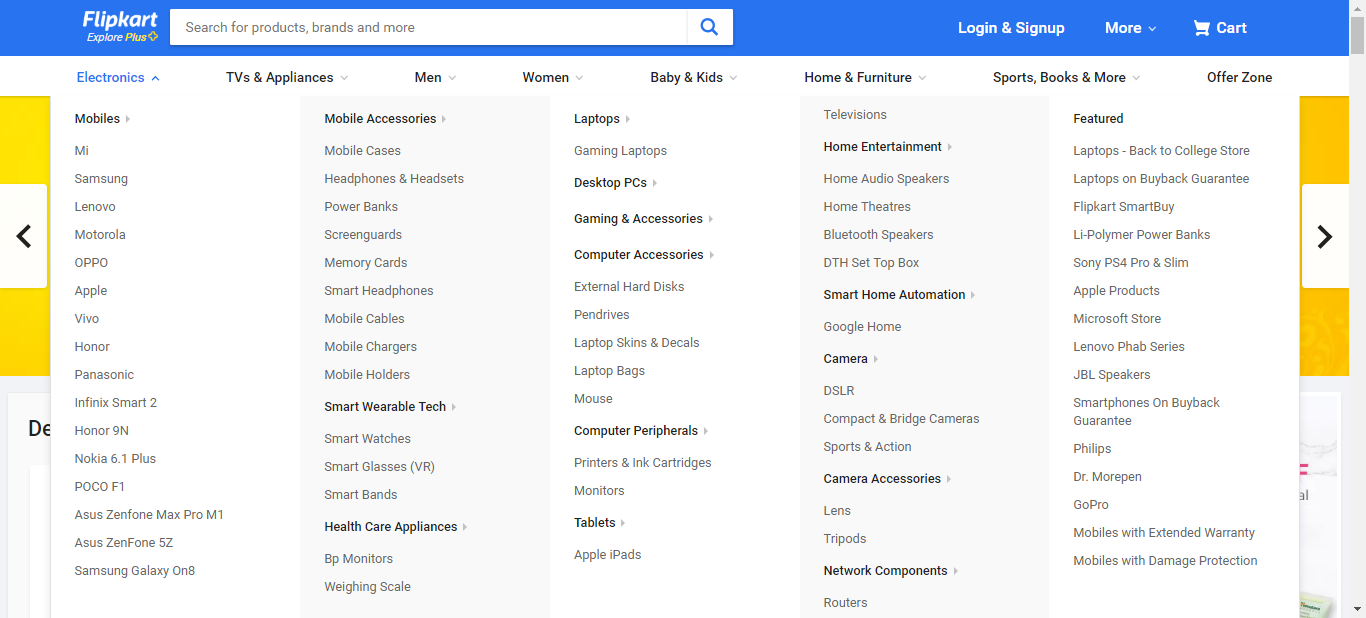 Flipkart
Explore Plus
Search for products, brands and more
Login & Signup
More
Cart
Electronics
TVs & Appliances
Men
Women
Baby & Kids
Home & Furniture
Sports, Books & More
Offer Zone
Mobiles
Mi
Samsung
Lenovo
Motorola
OPPO
Apple
Vivo
Honor
Panasonic
Infinix Smart 2
Honor 9N
Nokia 6.1 Plus
POCO F1
Asus Zenfone Max Pro M1
Asus ZenFone 5Z
Samsung Galaxy On8
Mobile Accessories
Mobile Cases
Headphones & Headsets
Power Banks
Screenguards
Memory Cards
Smart Headphones
Mobile Cables
Mobile Chargers
Mobile Holders
Smart Wearable Tech
Smart Watches
Smart Glasses (VR)
Smart Bands
Health Care Appliances
Bp Monitors
Weighing Scale
Laptops
Gaming Laptops
Desktop PCs
Gaming & Accessories
Computer Accessories
External Hard Disks
Pendrives
Laptop Skins & Decals
Laptop Bags
Mouse
Computer Peripherals
Printers & Ink Cartridges
Monitors
Tablets
Apple iPads
Televisions
Home Entertainment
Home Audio Speakers
Home Theatres
Bluetooth Speakers
DTH Set Top Box
Smart Home Automation
Google Home
Camera
DSLR
Compact & Bridge Cameras
Sports & Action
Camera Accessories
Lens
Tripods
Network Components
Routers
Featured
Laptops - Back to College Store
Laptops on Buyback Guarantee
Flipkart SmartBuy
Li-Polymer Power Banks
Sony PS4 Pro & Slim
Apple Products
Microsoft Store
Lenovo Phab Series
JBL Speakers
Smartphones On Buyback
Guarantee
Philips
Dr. Morepen
GoPro
Mobiles with Extended Warranty
Mobiles with Damage Protection
De
al